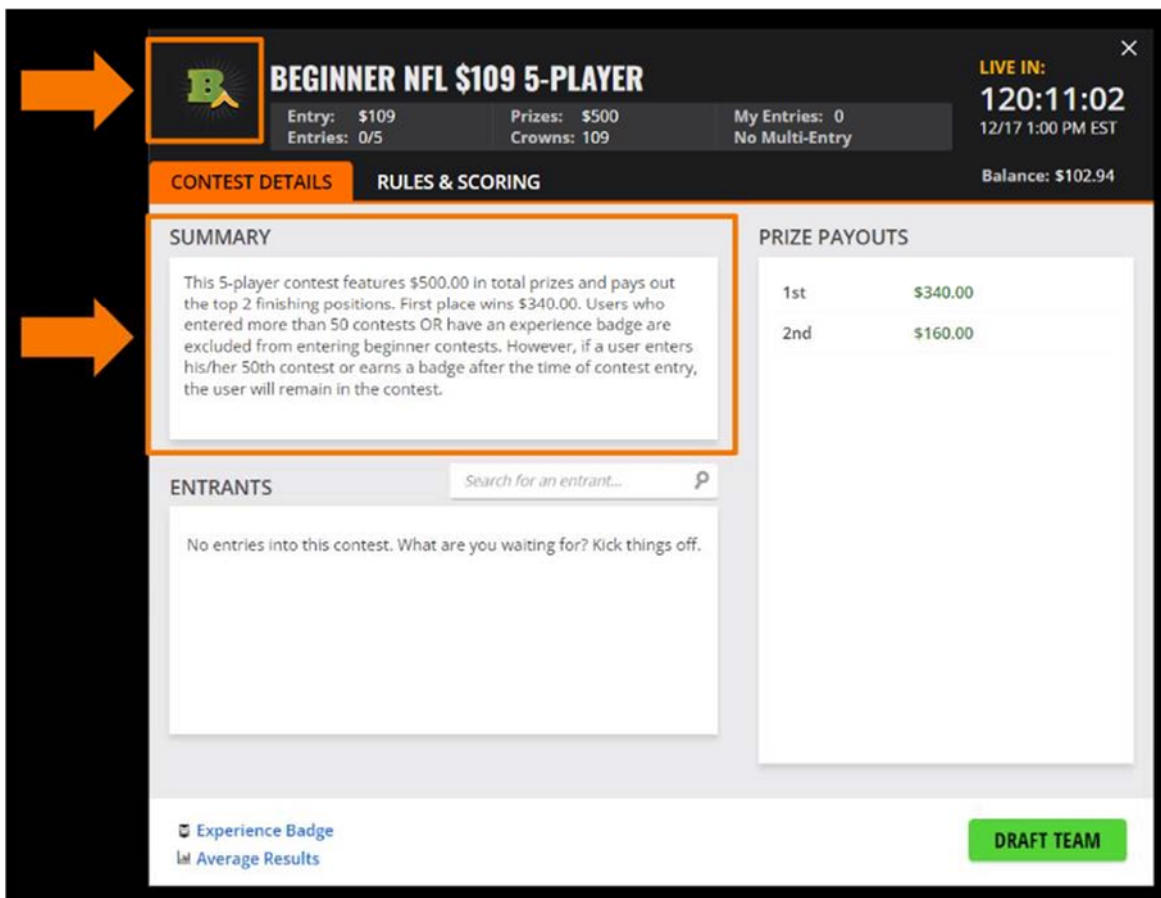 B
BEGINNER NFL $109 5-PLAYER
Entry: $109
Entries: 0/5
Prizes: $500
Crowns: 109
My Entries: 0
No Multi-Entry
LIVE IN:
120:11:02
12/17 1:00 PM EST
Balance: $102.94
CONTEST DETAILS
RULES & SCORING
SUMMARY
This 5-player contest features $500.00 in total prizes and pays out
the top 2 finishing positions. First place wins $340.00. Users who
entered more than 50 contests OR have an experience badge are
excluded from entering beginner contests. However, if a user enters
his/her 50th contest or earns a badge after the time of contest entry,
the user will remain in the contest.
PRIZE PAYOUTS
1st $340.00
2nd $160.00
ENTRANTS
Search for an entrant...
No entries into this contest. What are you waiting for? Kick things off.
Experience Badge
Average Results
DRAFT TEAM